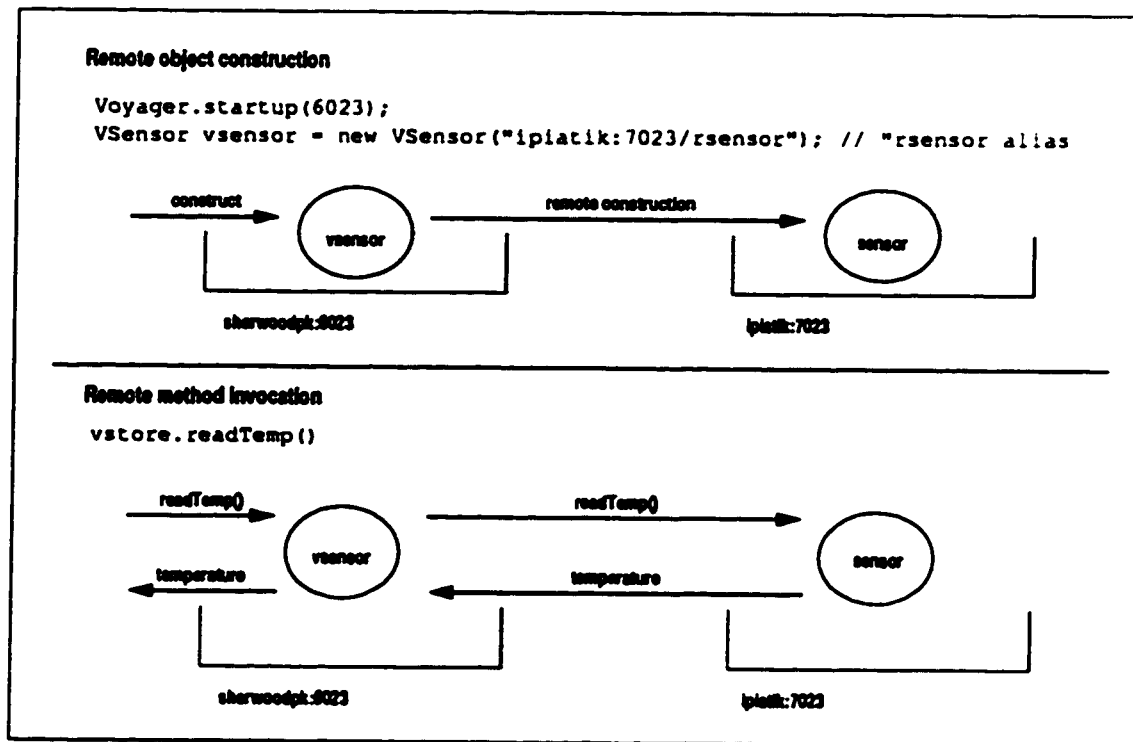 Remote object construction
Voyager.startup(6023);
VSensor vsensor = new VSensor("ipiatik:7023/rsensor"); // "rsensor alias
construct
remote construction
vsensor
sensor
sherwoodpk:6023
ipiatik:7023
Remote method invocation
vstore.readTemp()
readTemp()
readTemp()
vsensor
sensor
temperature
temperature
sherwoodpk:6023
ipiatik:7023